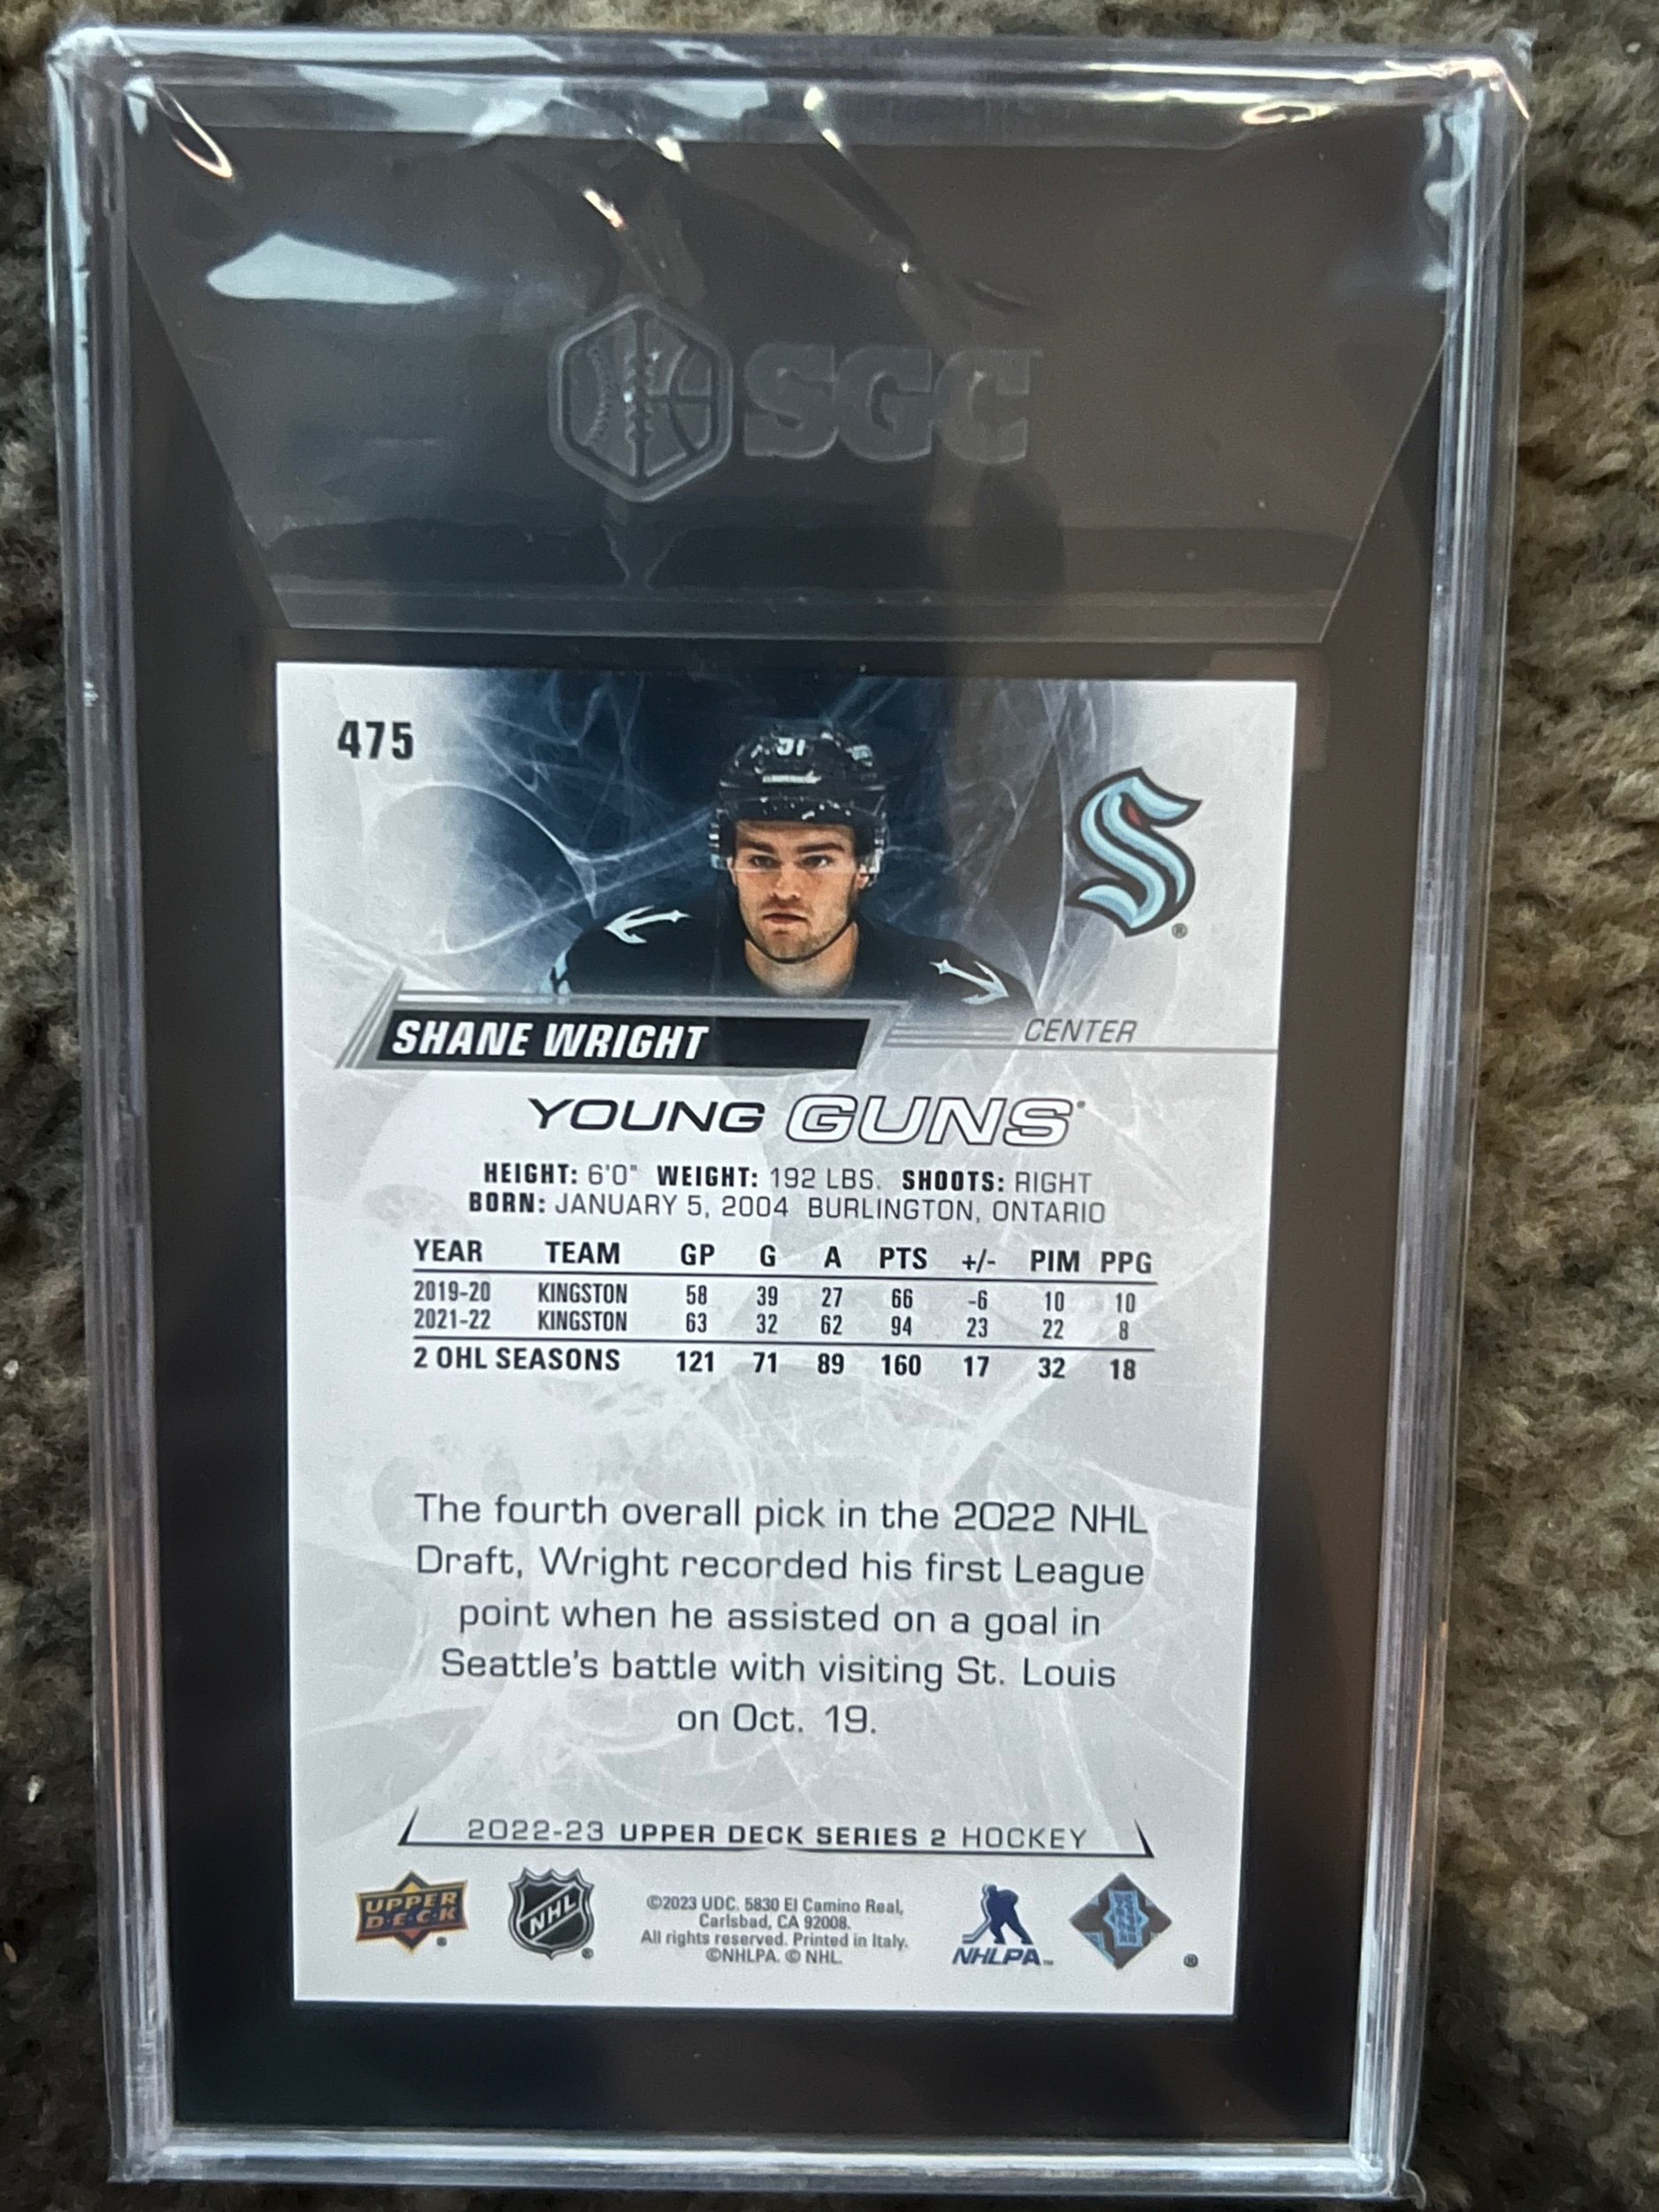 SGC
475
51
S®
SHANE WRIGHT
CENTER
YOUNG GUNS®
HEIGHT: 6'0" WEIGHT: 192 LBS. SHOOTS: RIGHT
BORN: JANUARY 5, 2004 BURLINGTON, ONTARIO
YEAR TEAM GP G A PTS +/- PIM PPG
2019-20 KINGSTON 58 39 27 66 -6 10 10
2021-22 KINGSTON 63 32 62 94 23 22 8
2 OHL SEASONS 121 71 89 160 17 32 18
The fourth overall pick in the 2022 NHL
Draft, Wright recorded his first League
point when he assisted on a goal in
Seattle's battle with visiting St. Louis
on Oct. 19.
2022-23 UPPER DECK SERIES 2 HOCKEY
UPPER
D·E·C·K®
NHL®
©2023 UDC. 5830 El Camino Real,
Carlsbad, CA 92008.
All rights reserved. Printed in Italy.
©NHLPA. © NHL.
NHLPA™
®